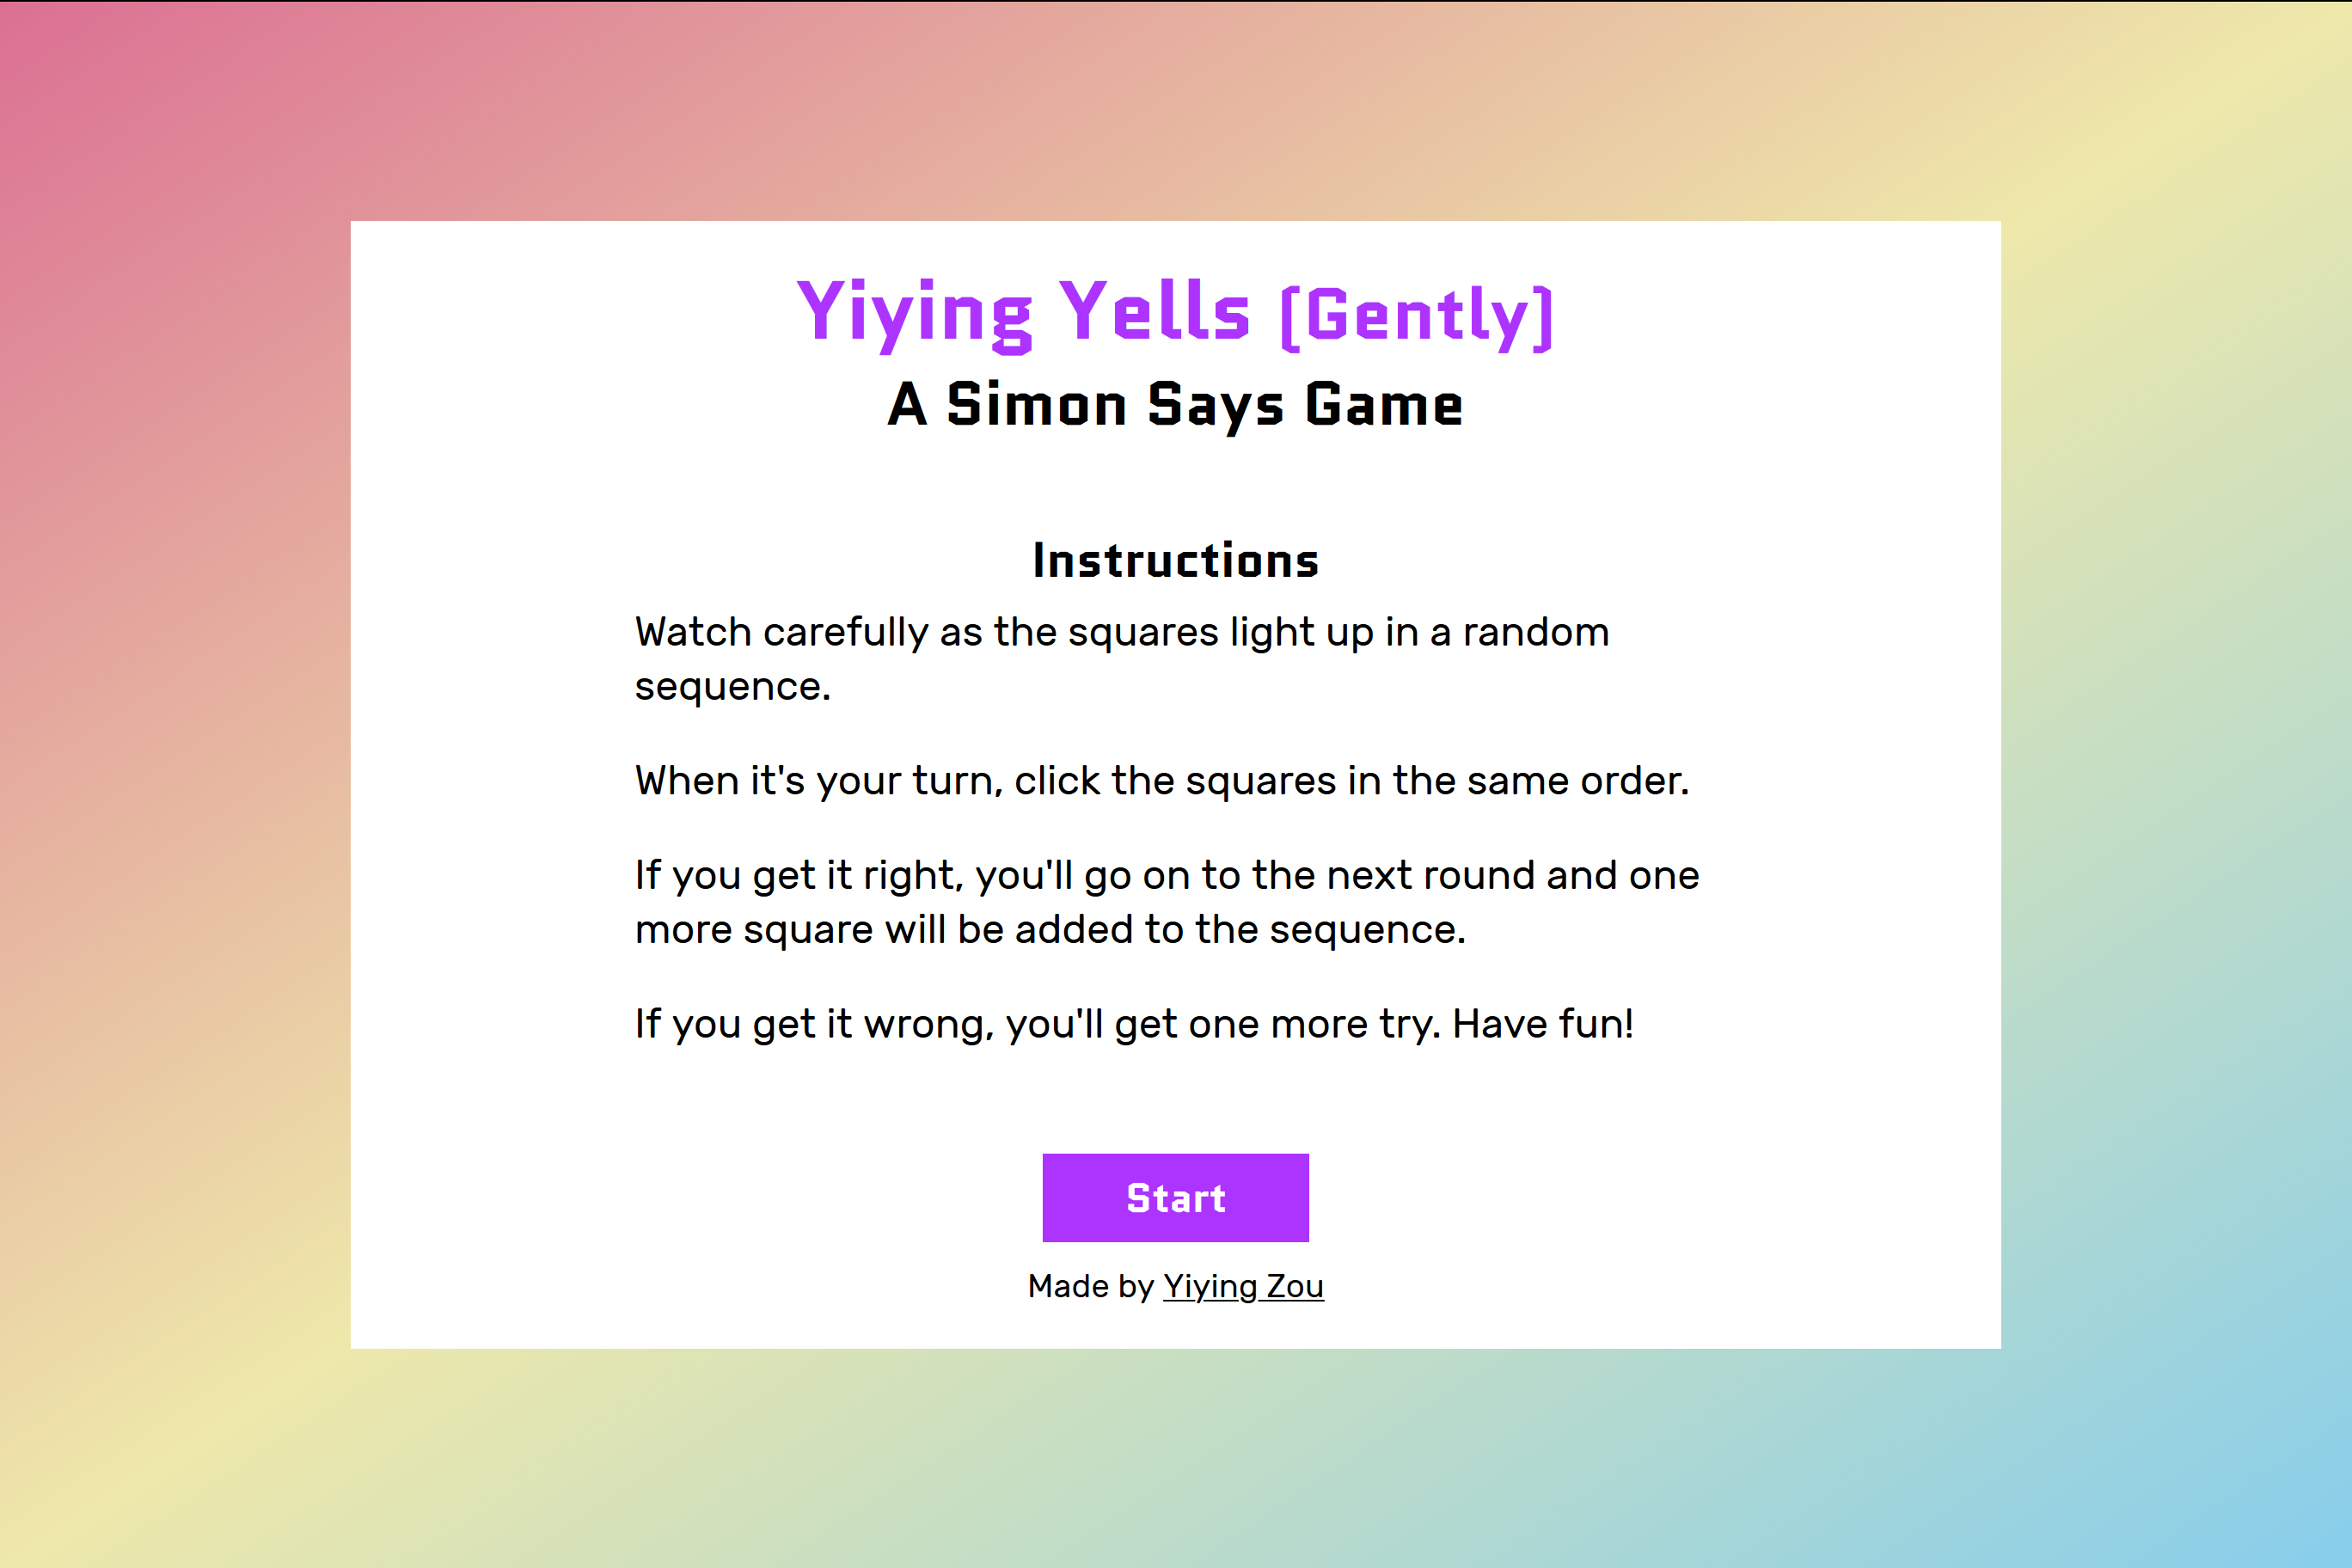 Yiying Yells (Gently)
A Simon Says Game
Instructions
Watch carefully as the squares light up in a random
sequence.
When it's your turn, click the squares in the same order.
If you get it right, you'll go on to the next round and one
more square will be added to the sequence.
If you get it wrong, you'll get one more try. Have fun!
Start
Made by Yiying Zou